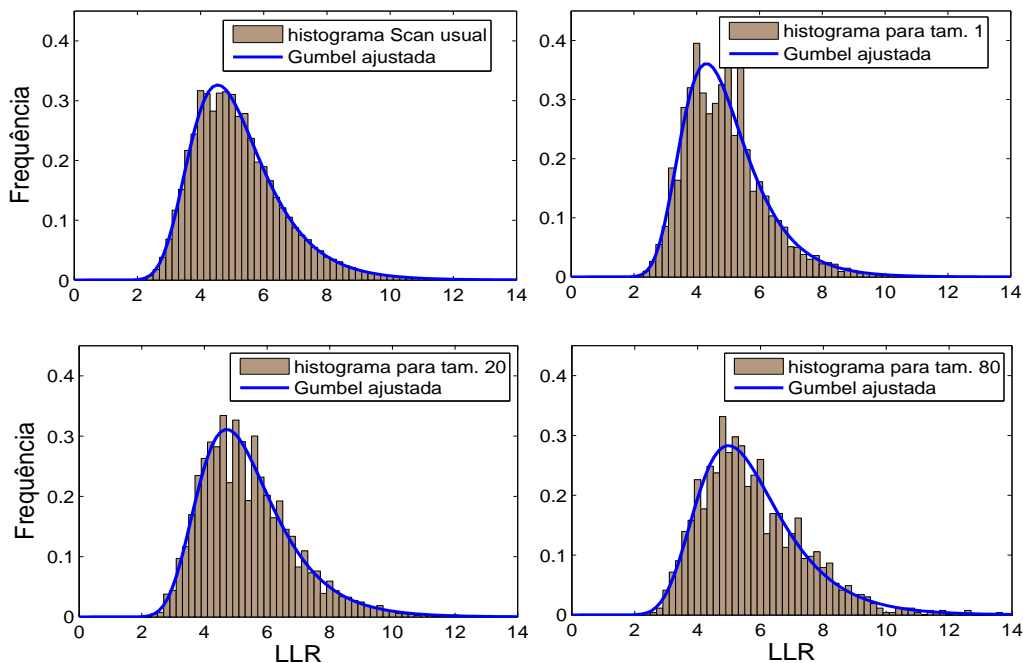 histograma Scan usual
Gumbel ajustada
Frequência
0.4
0.3
0.2
0.1
0
0 2 4 6 8 10 12 14
histograma para tam. 1
Gumbel ajustada
0.4
0.3
0.2
0.1
0
0 2 4 6 8 10 12 14
histograma para tam. 20
Gumbel ajustada
Frequência
0.4
0.3
0.2
0.1
0
0 2 4 6 8 10 12 14
LLR
histograma para tam. 80
Gumbel ajustada
0.4
0.3
0.2
0.1
0
0 2 4 6 8 10 12 14
LLR